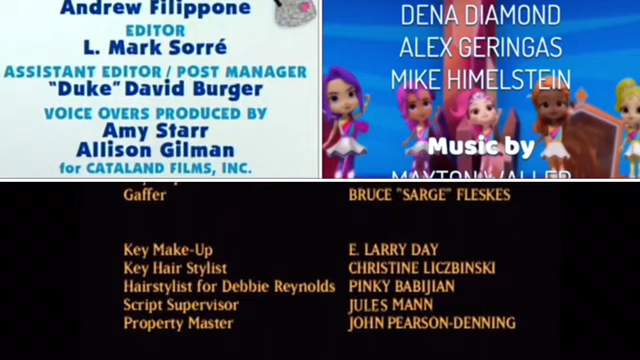 Andrew Filippone
EDITOR
L. Mark Sorré
ASSISTANT EDITOR / POST MANAGER
"Duke" David Burger
VOICE OVERS PRODUCED BY
Amy Starr
Allison Gilman
for CATALAND FILMS, INC.
DENA DIAMOND
ALEX GERINGAS
MIKE HIMELSTEIN
Music by
MAXTON WALLER
Gaffer BRUCE "SARGE" FLESKES
Key Make-Up E. LARRY DAY
Key Hair Stylist CHRISTINE LICZBINSKI
Hairstylist for Debbie Reynolds PINKY BABIJIAN
Script Supervisor JULES MANN
Property Master JOHN PEARSON-DENNING